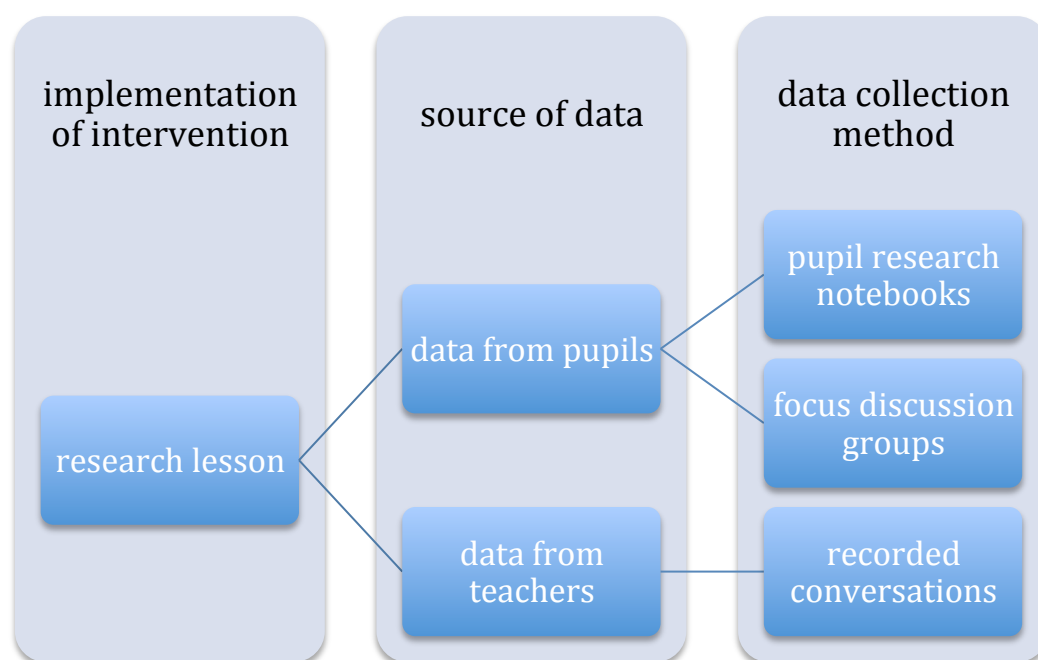 implementation
of intervention
source of data
data collection
method
research lesson
data from pupils
data from
teachers
pupil research
notebooks
focus discussion
groups
recorded
conversations